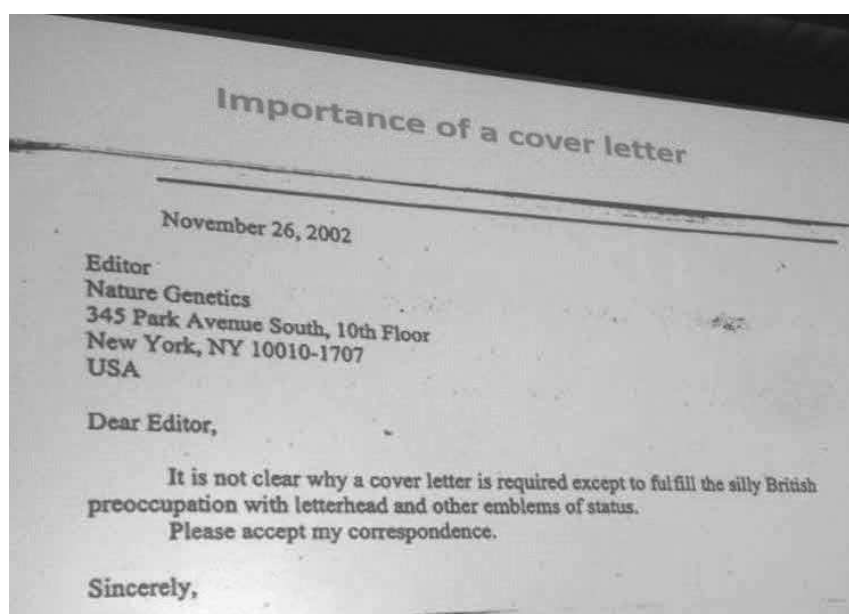 Importance of a cover letter
November 26, 2002
Editor
Nature Genetics
345 Park Avenue South, 10th Floor
New York, NY 10010-1707
USA
Dear Editor,
It is not clear why a cover letter is required except to fulfill the silly British
preoccupation with letterhead and other emblems of status.
Please accept my correspondence.
Sincerely,